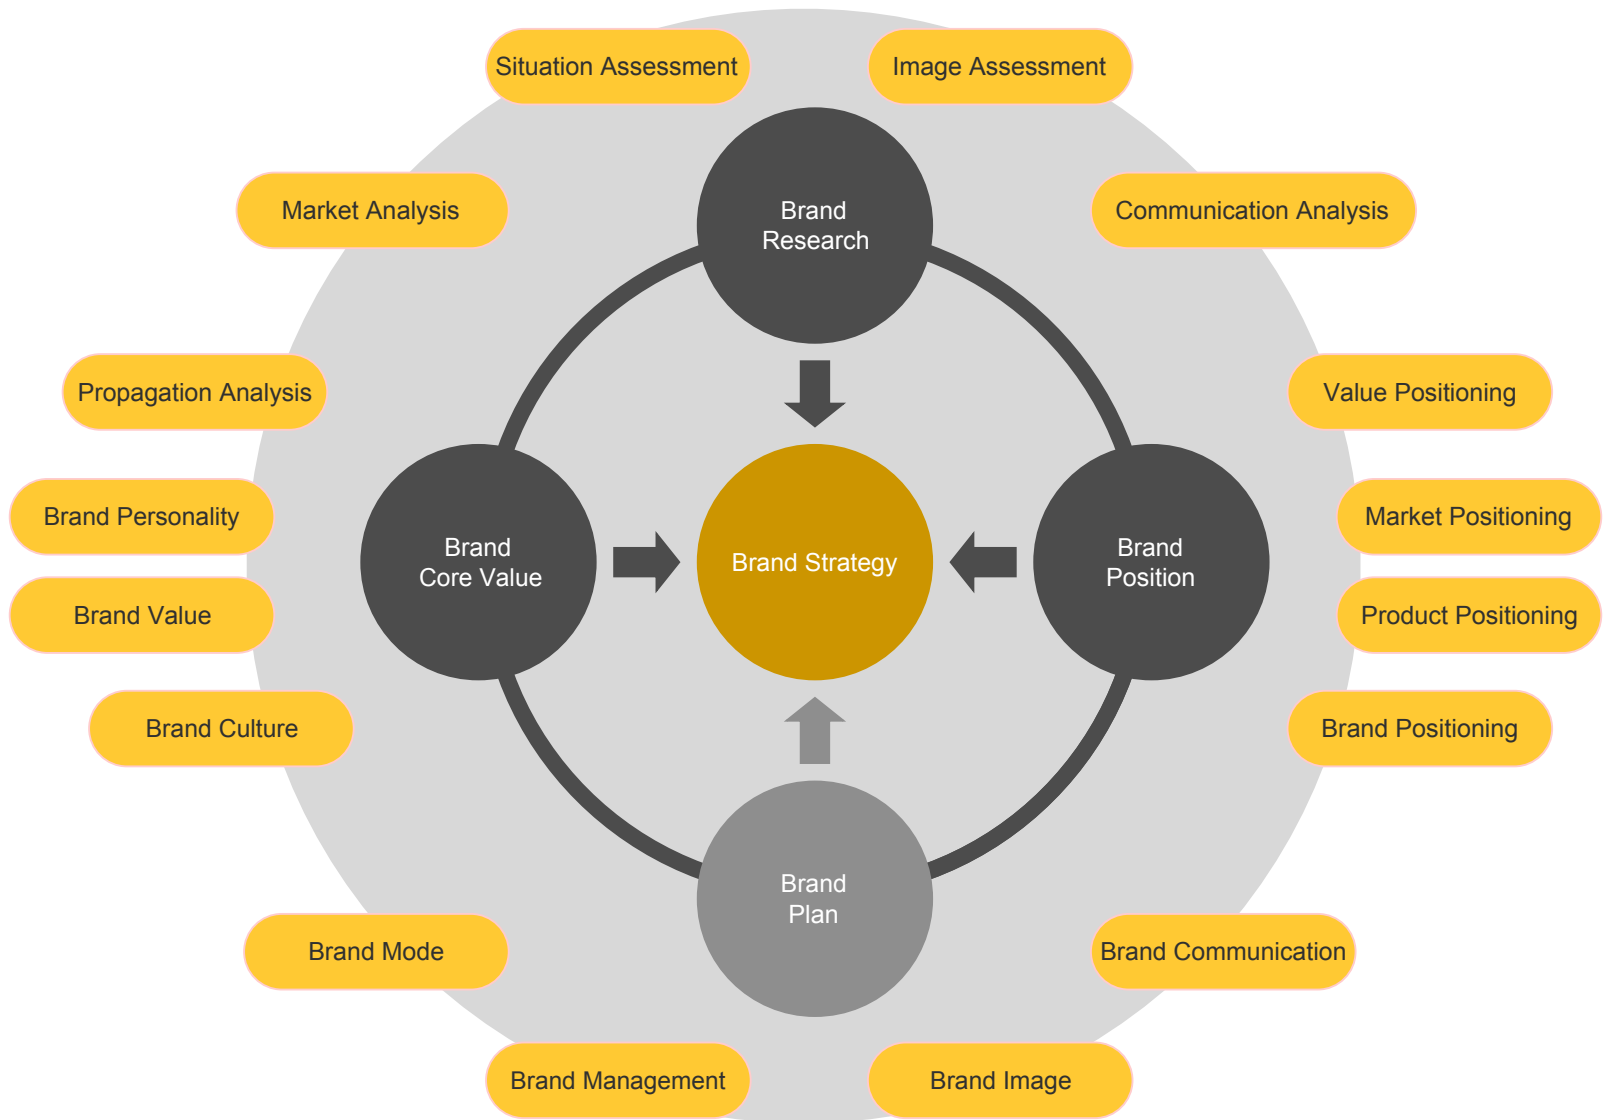 Situation Assessment
Image Assessment
Market Analysis
Brand
Research
Communication Analysis
Propagation Analysis
Value Positioning
Brand Personality
Market Positioning
Brand
Core Value
Brand Strategy
Brand
Position
Brand Value
Product Positioning
Brand Culture
Brand Positioning
Brand
Plan
Brand Mode
Brand Communication
Brand Management
Brand Image